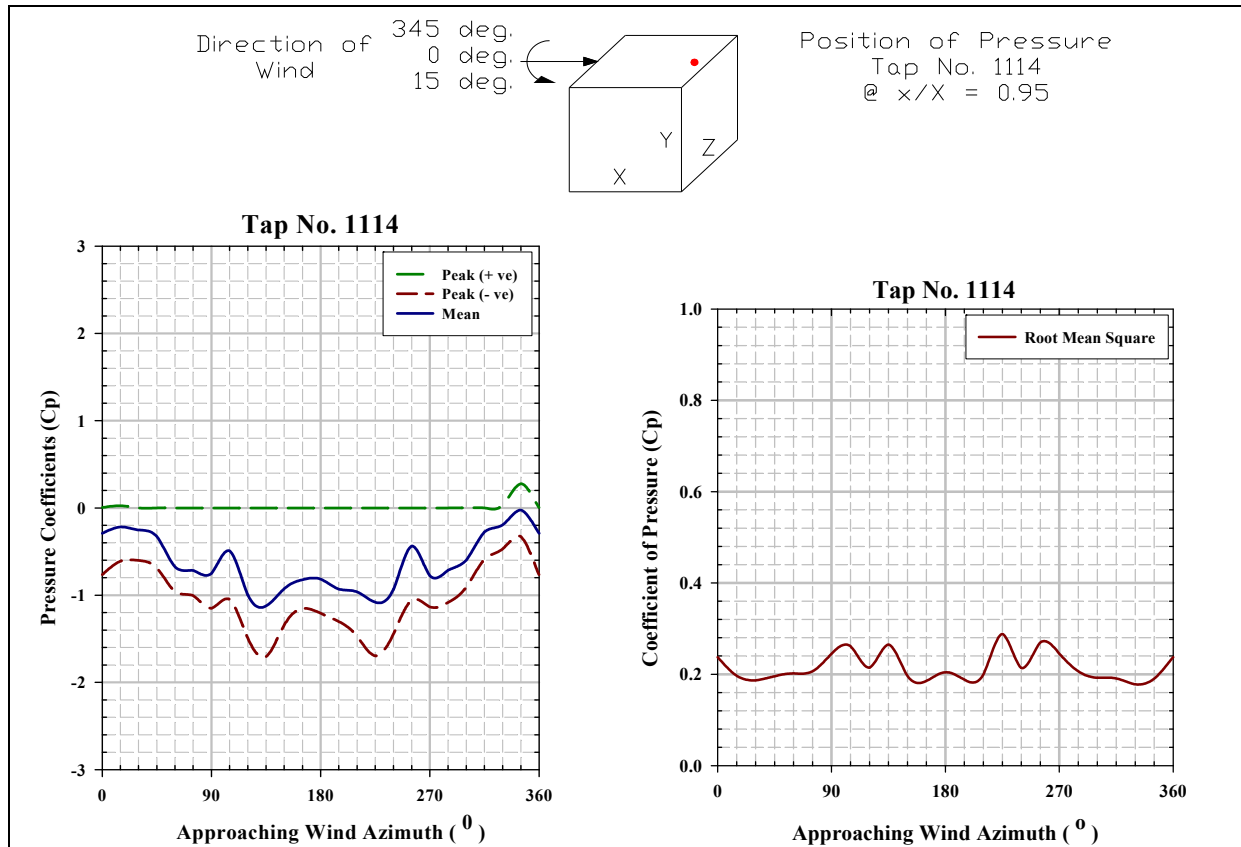 Direction of
Wind
345 deg.
0 deg.
15 deg.
X
Y
Z
Position of Pressure
Tap No. 1114
@ x/X = 0.95
Tap No. 1114
Pressure Coefficients (Cp)
3
2
1
0
-1
-2
-3
Peak (+ ve)
Peak (- ve)
Mean
0
90
180
270
360
Approaching Wind Azimuth ( 0 )
Tap No. 1114
Coefficient of Pressure (Cp)
1.0
0.8
0.6
0.4
0.2
0.0
Root Mean Square
0
90
180
270
360
Approaching Wind Azimuth ( o )